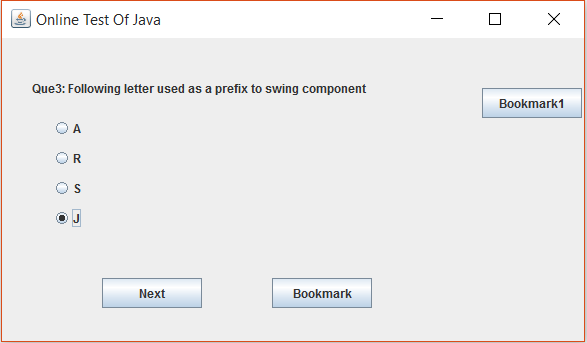 Online Test Of Java
Que3: Following letter used as a prefix to swing component
Bookmark1
A
R
S
J
Next
Bookmark